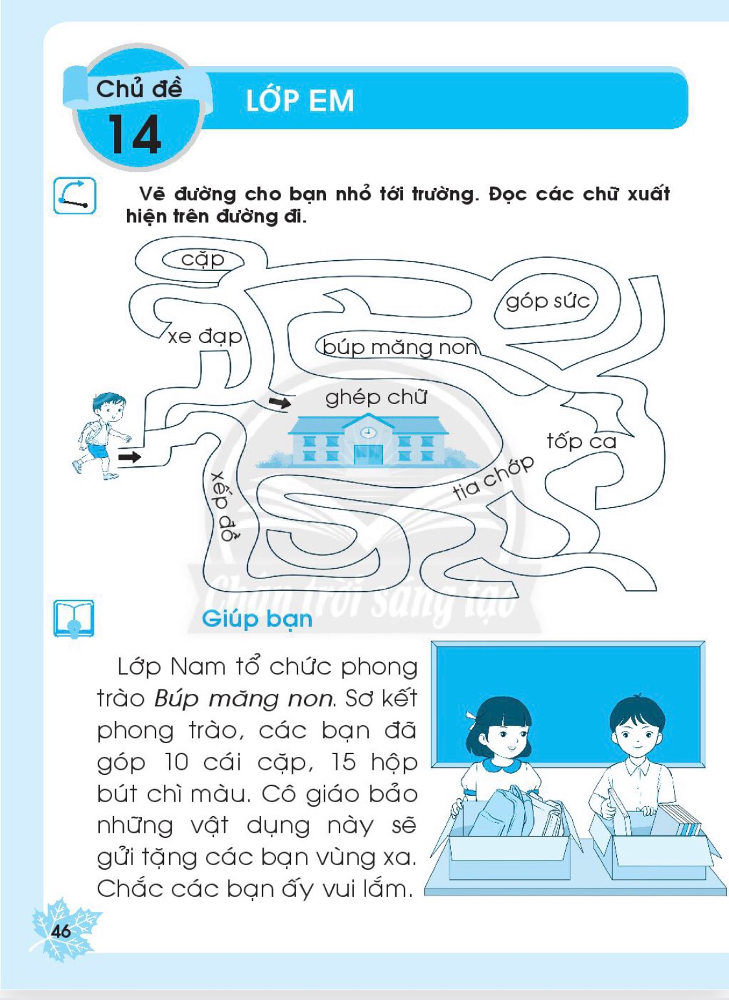 Chủ đề
14
LỚP EM
Vẽ đường cho bạn nhỏ tới trường. Đọc các chữ xuất
hiện trên đường đi.
cặp
góp sức
xe đạp
búp măng non
ghép chữ
tốp ca
tia chớp
xếp đồ
Chân trời sáng tạo
Giúp bạn
Lớp Nam tổ chức phong
trào Búp măng non. Sơ kết
phong trào, các bạn đã
góp 10 cái cặp, 15 hộp
bút chì màu. Cô giáo bảo
những vật dụng này sẽ
gửi tặng các bạn vùng xa.
Chắc các bạn ấy vui lắm.
46